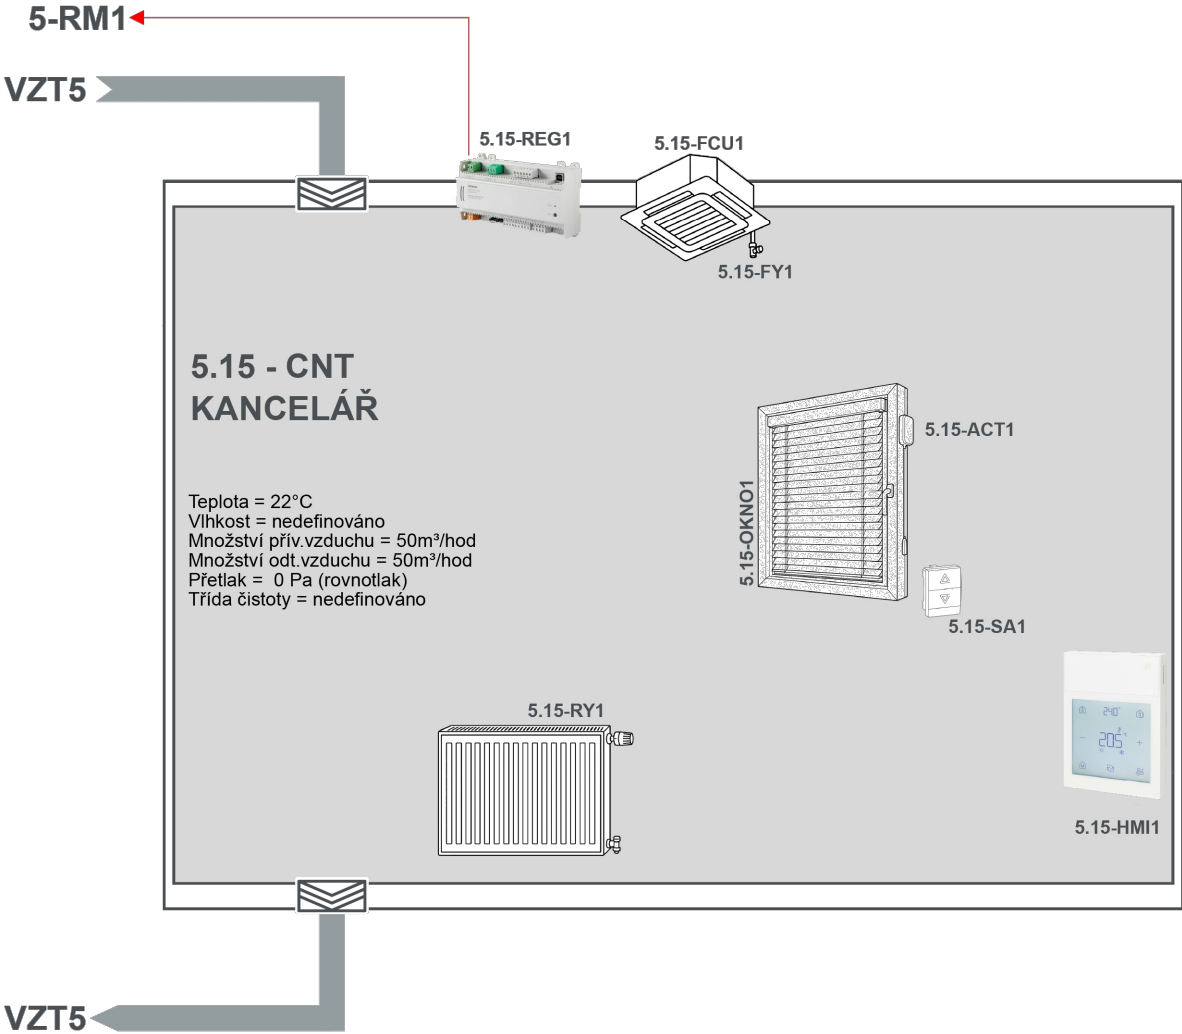 5-RM1
VZT5
5.15-REG1
5.15-FCU1
5.15-FY1
5.15 - CNT
KANCELÁŘ
5.15-ACT1
5.15-OKNO1
Teplota = 22°C
Vlhkost = nedefinováno
Množství přív.vzduchu = 50m³/hod
Množství odt.vzduchu = 50m³/hod
Přetlak =  0 Pa (rovnotlak)
Třída čistoty = nedefinováno
5.15-SA1
5.15-RY1
240°
205
5.15-HMI1
VZT5